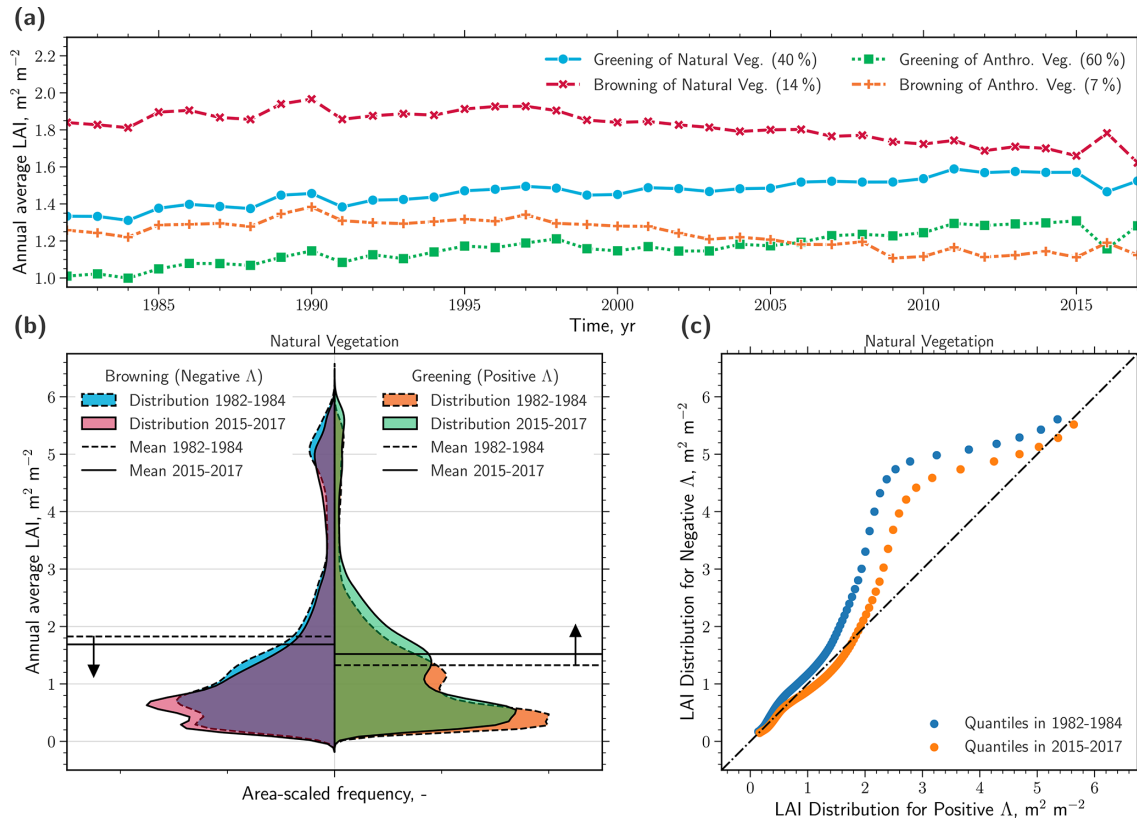 (a)
Annual average LAI, m² m⁻²
2.2
2.0
1.8
1.6
1.4
1.2
1.0
Greening of Natural Veg. (40 %)
Browning of Natural Veg. (14 %)
Greening of Anthro. Veg. (60 %)
Browning of Anthro. Veg. (7 %)
1985 1990 1995 2000 2005 2010 2015
Time, yr
(b)
Natural Vegetation
Annual average LAI, m² m⁻²
6
5
4
3
2
1
0
Browning (Negative Λ)
Distribution 1982-1984
Distribution 2015-2017
Mean 1982-1984
Mean 2015-2017
Greening (Positive Λ)
Distribution 1982-1984
Distribution 2015-2017
Mean 1982-1984
Mean 2015-2017
Area-scaled frequency, -
(c)
Natural Vegetation
LAI Distribution for Negative Λ, m² m⁻²
6
5
4
3
2
1
0
Quantiles in 1982-1984
Quantiles in 2015-2017
0 1 2 3 4 5 6
LAI Distribution for Positive Λ, m² m⁻²